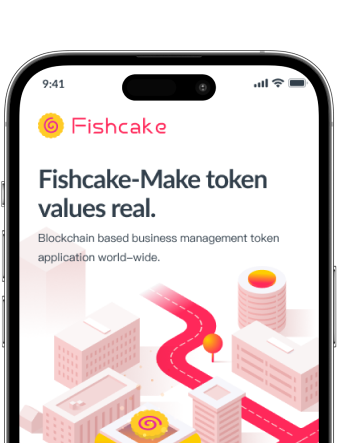 9:41
Fishcake
Fishcake-Make token
values real.
Blockchain based business management token
application world-wide.